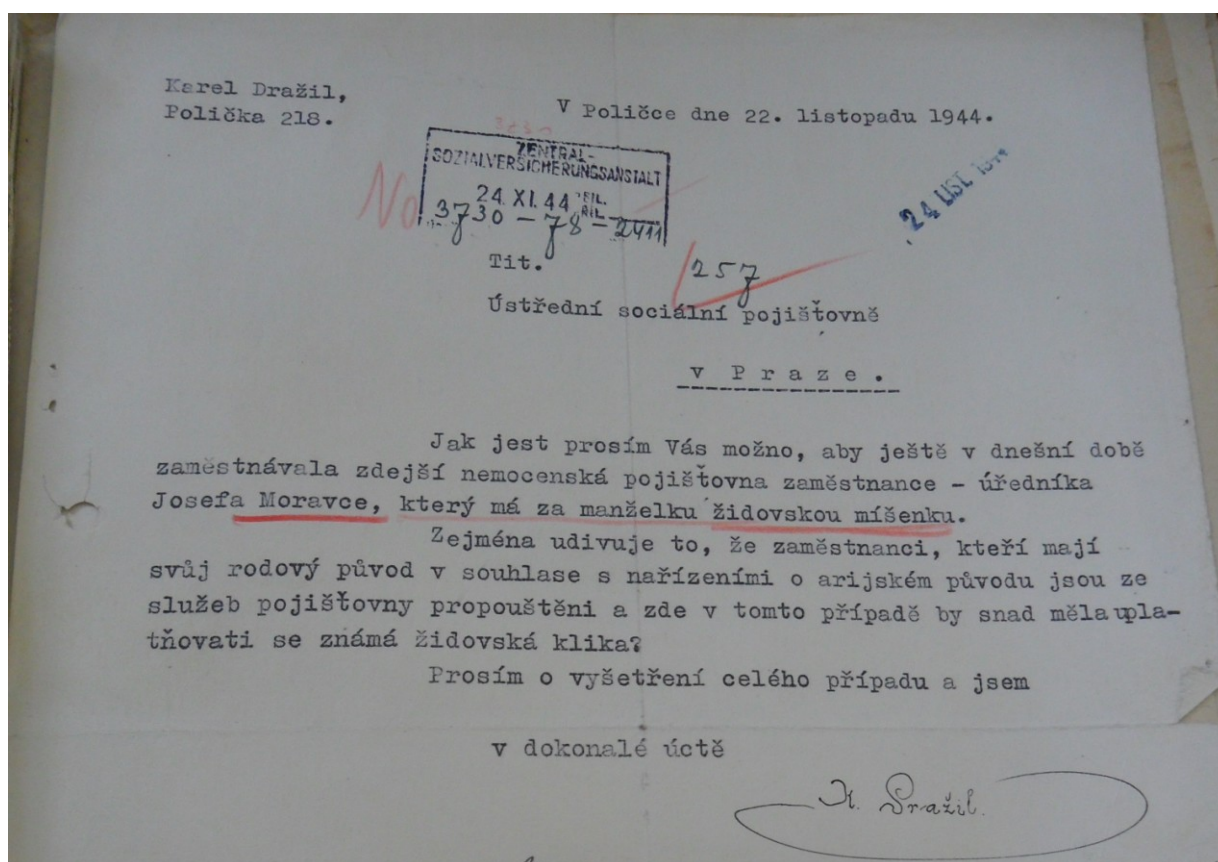 Karel Dražil,
Polička 218.
V Poličce dne 22. listopadu 1944.
ZENTRAL-
SOZIALVERSICHERUNGSANSTALT
24. XI. 44
3730 - 78 - 2411
No
24 LIST. 1944
Tit.
257
Ústřední sociální pojišťovně
v Praze.
Jak jest prosím Vás možno, aby ještě v dnešní době
zaměstnávala zdejší nemocenská pojišťovna zaměstnance - úředníka
Josefa Moravce, který má za manželku židovskou míšenku.
Zejména udivuje to, že zaměstnanci, kteří mají
svůj rodový původ v souhlase s nařízeními o arijském původu jsou ze
služeb pojišťovny propouštěni a zde v tomto případě by snad měla upla-
tňovati se známá židovská klika?
Prosím o vyšetření celého případu a jsem
v dokonalé úctě
K. Dražil.